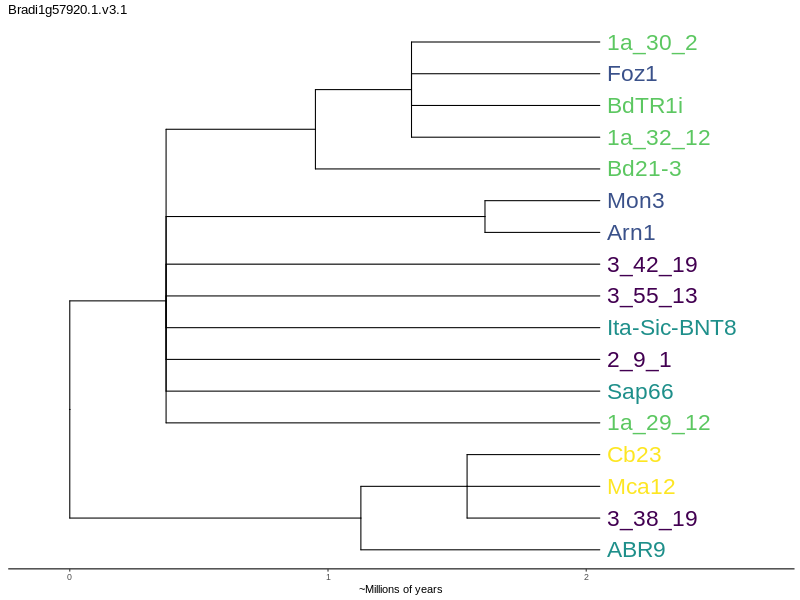 Bradi1g57920.1.v3.1
1a_30_2
Foz1
BdTR1i
1a_32_12
Bd21-3
Mon3
Arn1
3_42_19
3_55_13
Ita-Sic-BNT8
2_9_1
Sap66
1a_29_12
Cb23
Mca12
3_38_19
ABR9
0 1 2
~Millions of years